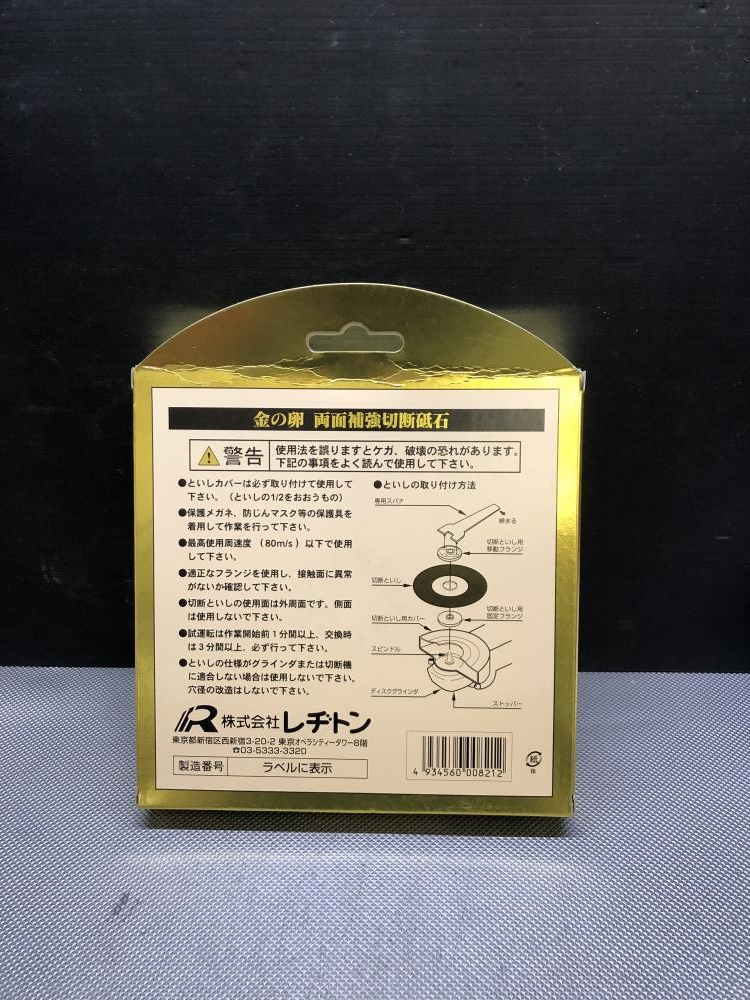 金の卵 両面補強切断砥石
警告
使用法を誤りますとケガ、破壊の恐れがあります。
下記の事項をよく読んで使用して下さい。
●といしカバーは必ず取り付けて使用して
下さい。(といしの1/2をおおうもの)
●保護メガネ、防じんマスク等の保護具を
着用して作業を行って下さい。
●最高使用周速度 (80m/s) 以下で使用
して下さい。
●適正なフランジを使用し、接触面に異常
がないか確認して下さい。
●切断といしの使用面は外周面です。側面
は使用しないで下さい。
●試運転は作業開始前1分間以上、交換時
は3分間以上、必ず行って下さい。
●といしの仕様がグラインダまたは切断機
に適合しない場合は使用しないで下さい。
穴径の改造はしないで下さい。
●といしの取り付け方法
専用スパナ
締まる
切断といし用
移動フランジ
切断といし
切断といし用
固定フランジ
切断といし用カバー
スピンドル
ディスクグラインダ
ストッパー
R 株式会社レヂトン
東京都新宿区西新宿3-20-2 東京オペラシティータワー8階
☎03-5333-3320
製造番号 ラベルに表示
4 934560 008212
紙
箱